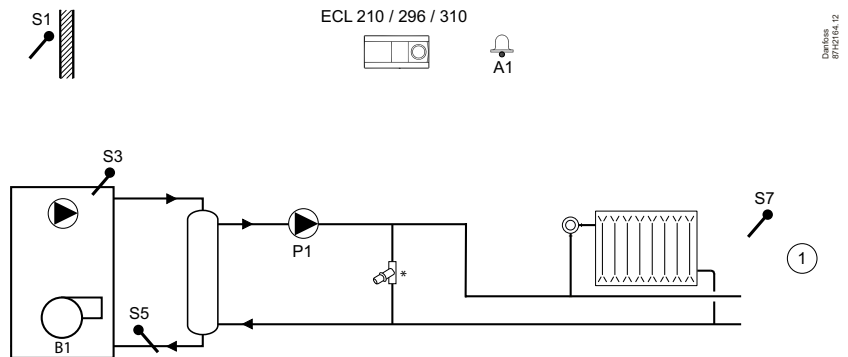 S1
ECL 210 / 296 / 310
A1
Danfoss
87H2164.12
S3
S7
P1
*
1
S5
B1